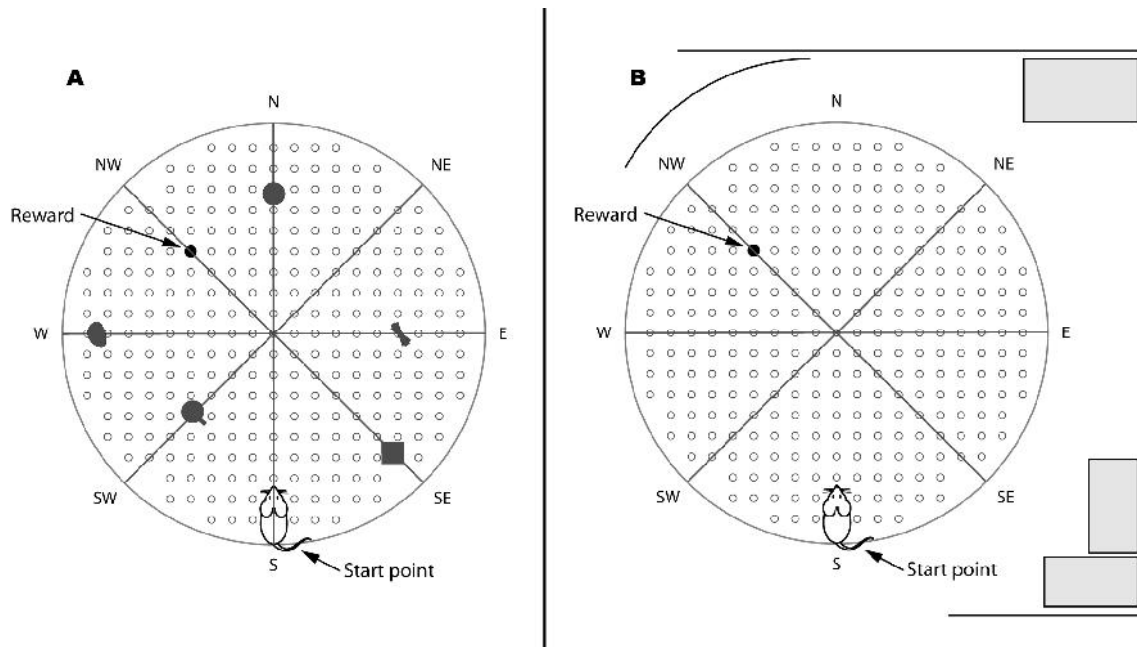 A
N
NW
NE
Reward
W
E
SW
SE
S
Start point
B
N
NW
NE
Reward
W
E
SW
SE
S
Start point